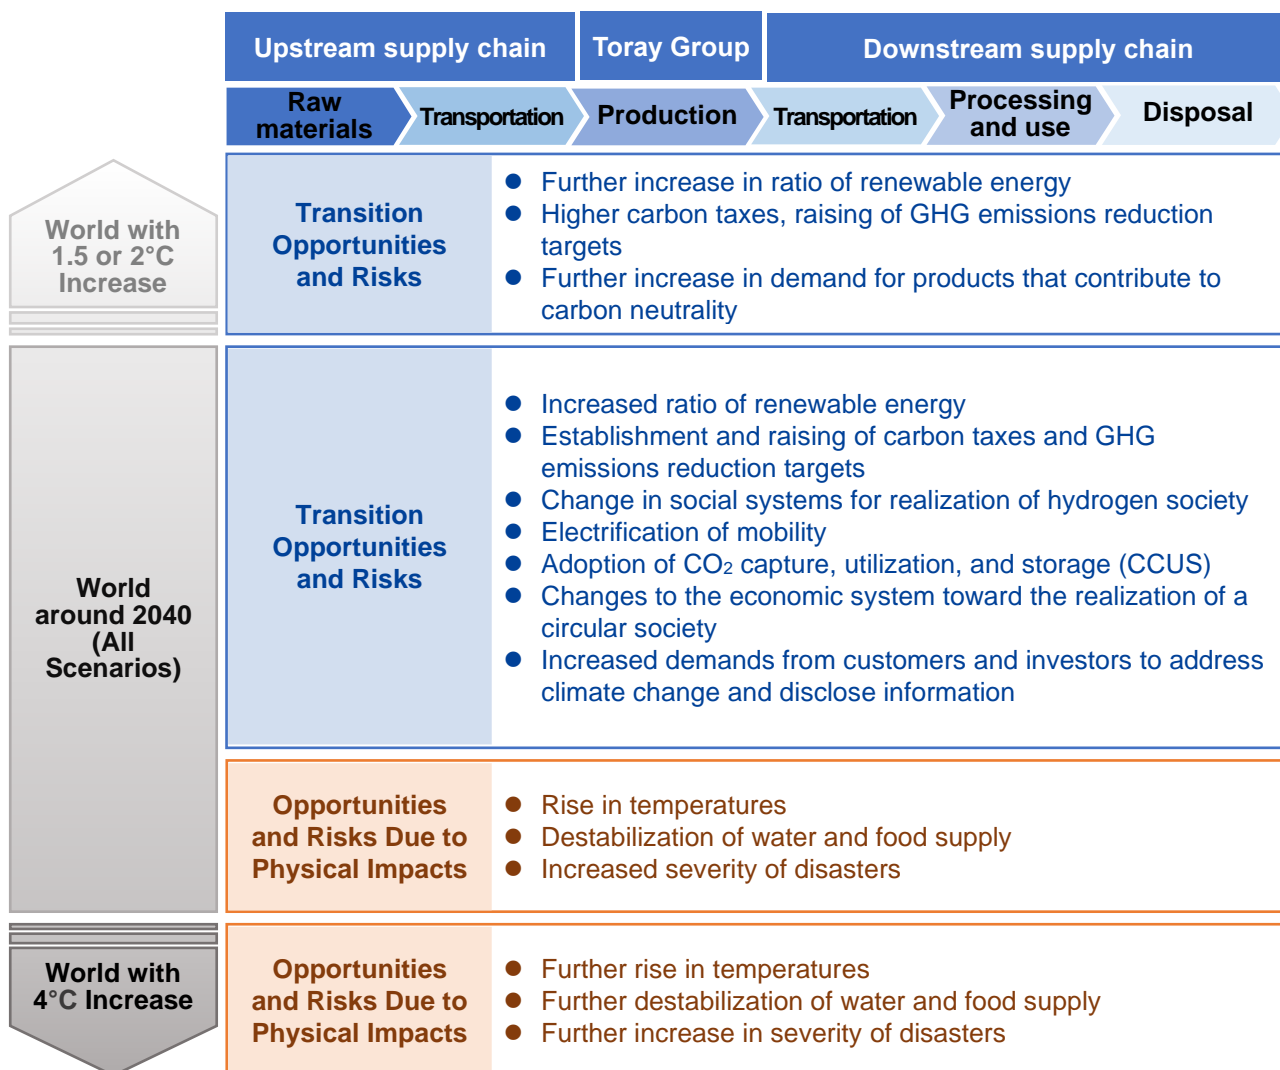 Upstream supply chain
Toray Group
Downstream supply chain
Raw
materials
Transportation
Production
Transportation
Processing
and use
Disposal
World with
1.5 or 2°C
Increase
Transition
Opportunities
and Risks
● Further increase in ratio of renewable energy
● Higher carbon taxes, raising of GHG emissions reduction
targets
● Further increase in demand for products that contribute to
carbon neutrality
World
around 2040
(All
Scenarios)
Transition
Opportunities
and Risks
● Increased ratio of renewable energy
● Establishment and raising of carbon taxes and GHG
emissions reduction targets
● Change in social systems for realization of hydrogen society
● Electrification of mobility
● Adoption of CO₂ capture, utilization, and storage (CCUS)
● Changes to the economic system toward the realization of a
circular society
● Increased demands from customers and investors to address
climate change and disclose information
Opportunities
and Risks Due to
Physical Impacts
● Rise in temperatures
● Destabilization of water and food supply
● Increased severity of disasters
World with
4°C Increase
Opportunities
and Risks Due to
Physical Impacts
● Further rise in temperatures
● Further destabilization of water and food supply
● Further increase in severity of disasters